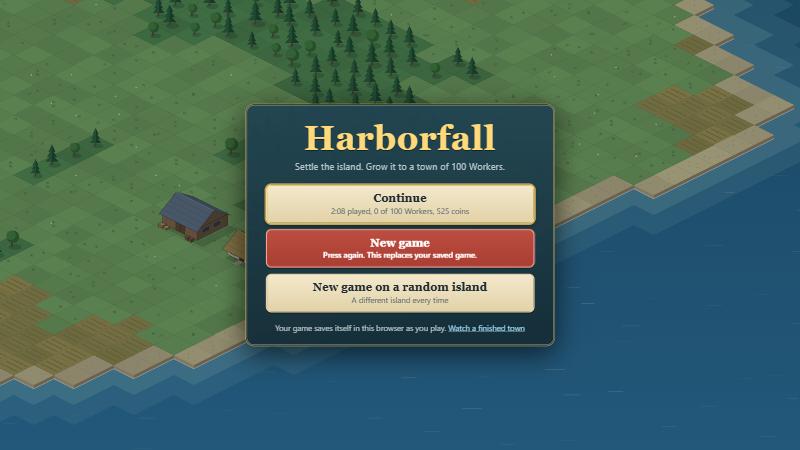 Harborfall
Settle the island. Grow it to a town of 100 Workers.
Continue
2:08 played, 0 of 100 Workers, 525 coins
New game
Press again. This replaces your saved game.
New game on a random island
A different island every time
Your game saves itself in this browser as you play. Watch a finished town